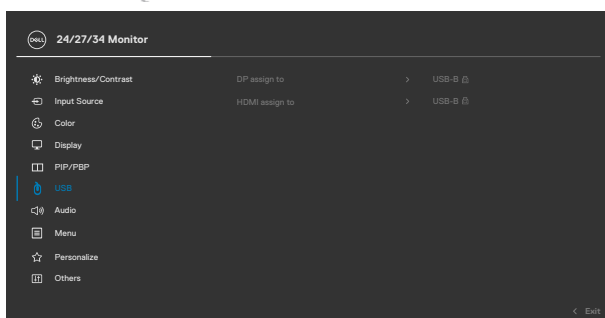 DELL 24/27/34 Monitor
Brightness/Contrast DP assign to > USB-B
Input Source HDMI assign to > USB-B
Color
Display
PIP/PBP
USB
Audio
Menu
Personalize
Others
< Exit